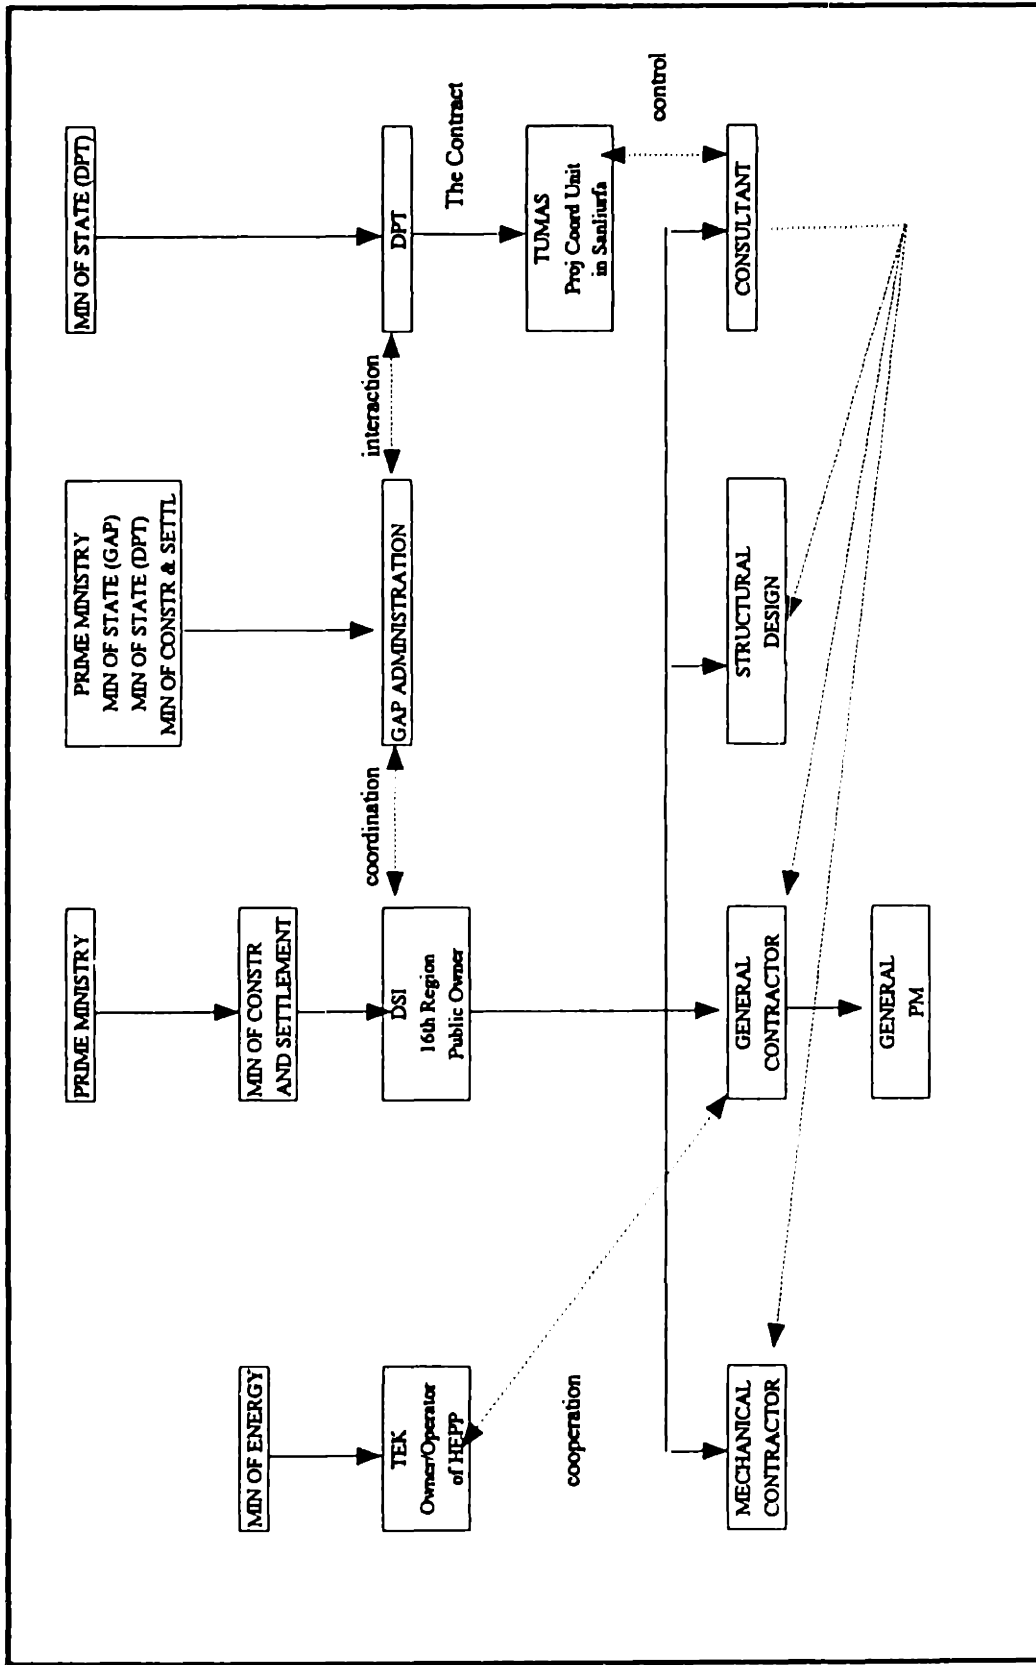 PRIME MINISTRY
MIN OF STATE (DPT)
PRIME MINISTRY
MIN OF STATE (GAP)
MIN OF STATE (DPT)
MIN OF CONSTR & SETTL
MIN OF ENERGY
MIN OF CONSTR
AND SETTLEMENT
coordination
interaction
TEK
Owner/Operator
of HEPP
DSI
16th Region
Public Owner
GAP ADMINISTRATION
DPT
The Contract
TUMAS
Proj Coord Unit
in Sanliurfa
cooperation
control
MECHANICAL
CONTRACTOR
GENERAL
CONTRACTOR
STRUCTURAL
DESIGN
CONSULTANT
GENERAL
PM